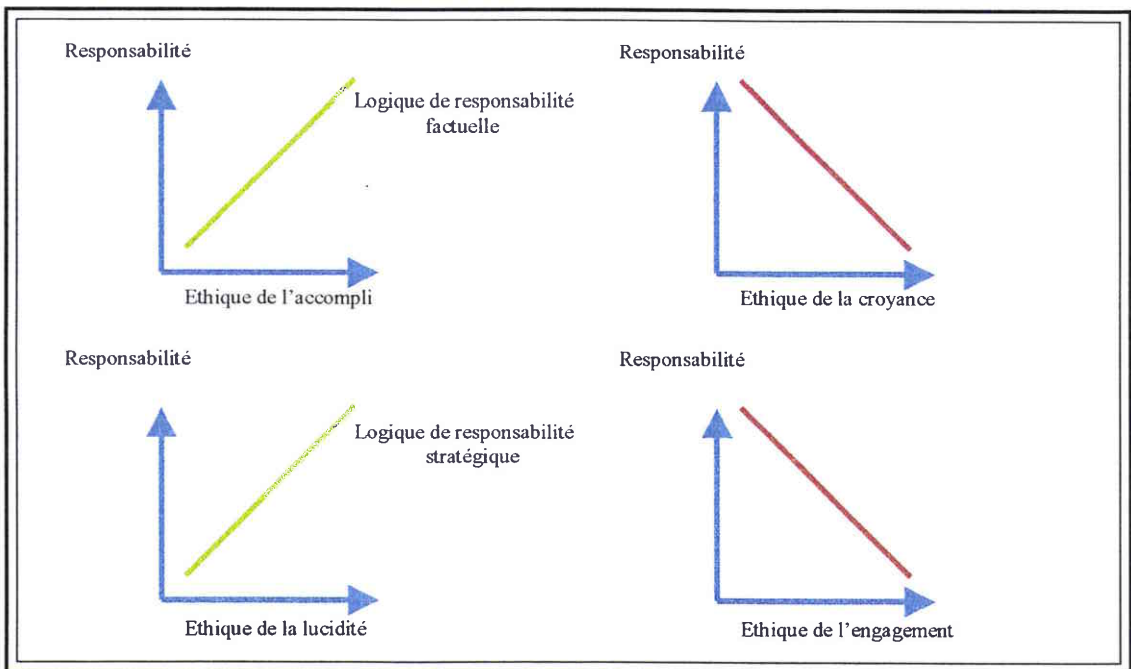 Responsabilité
Logique de responsabilité
factuelle
Ethique de l'accompli
Responsabilité
Ethique de la croyance
Responsabilité
Logique de responsabilité
stratégique
Ethique de la lucidité
Responsabilité
Ethique de l'engagement